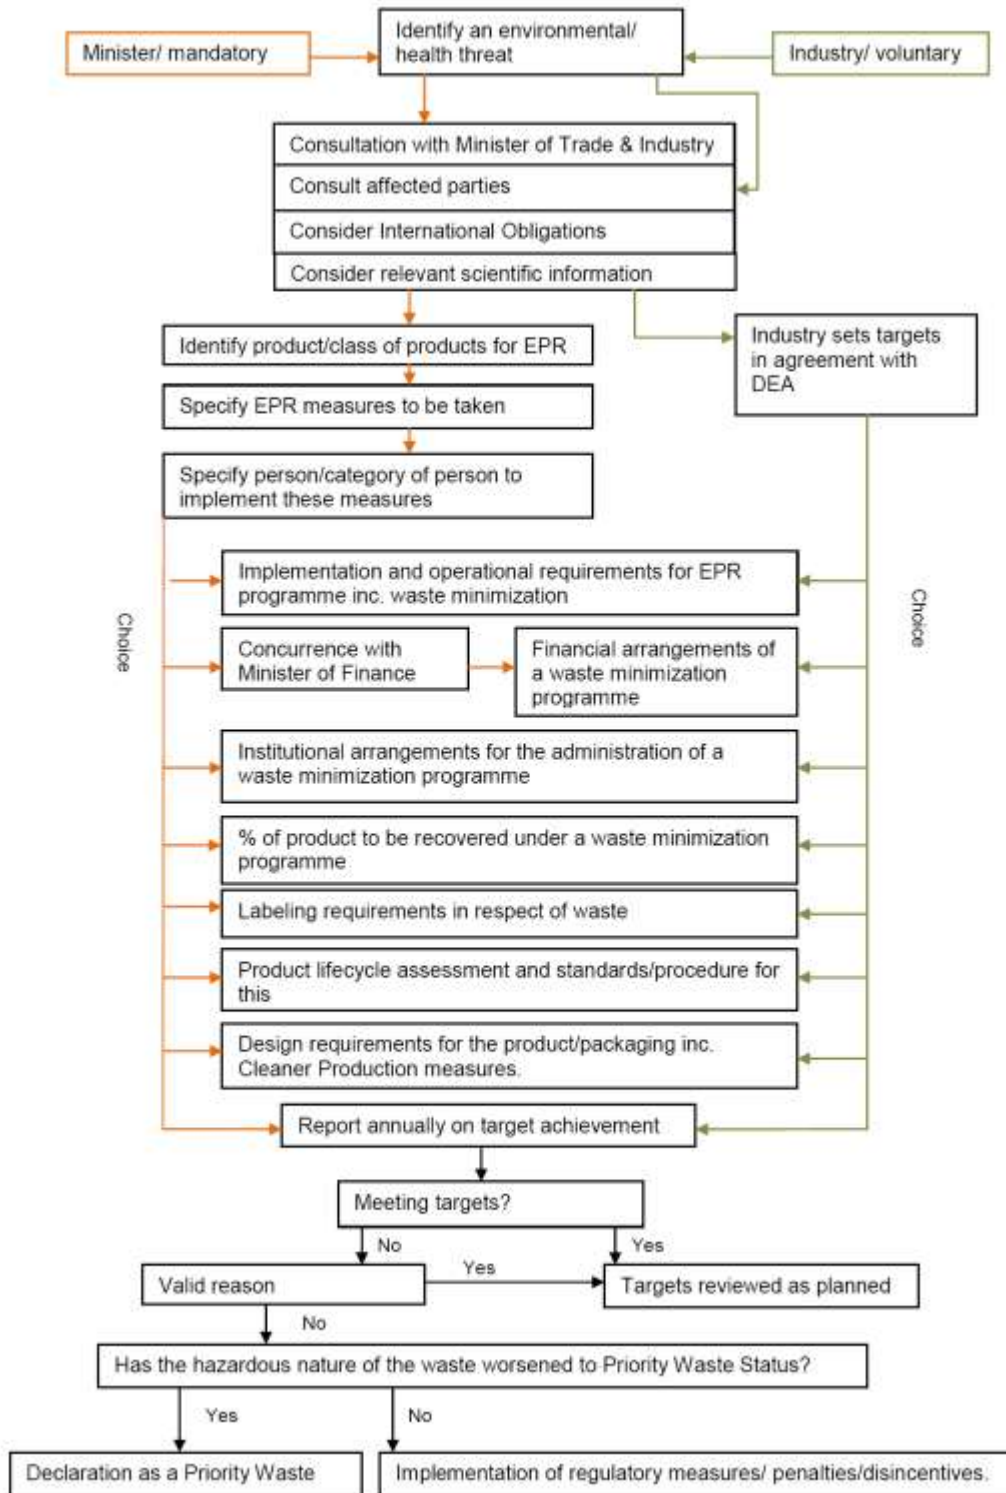 Identify an environmental/
health threat
Minister/ mandatory
Industry/ voluntary
Consultation with Minister of Trade & Industry
Consult affected parties
Consider International Obligations
Consider relevant scientific information
Identify product/class of products for EPR
Industry sets targets
in agreement with
DEA
Specify EPR measures to be taken
Specify person/category of person to
implement these measures
Choice
Choice
Implementation and operational requirements for EPR
programme inc. waste minimization
Concurrence with
Minister of Finance
Financial arrangements of
a waste minimization
programme
Institutional arrangements for the administration of a
waste minimization programme
% of product to be recovered under a waste minimization
programme
Labeling requirements in respect of waste
Product lifecycle assessment and standards/procedure for
this
Design requirements for the product/packaging inc.
Cleaner Production measures.
Report annually on target achievement
Meeting targets?
No
Yes
Valid reason
Yes
Targets reviewed as planned
No
Has the hazardous nature of the waste worsened to Priority Waste Status?
Yes
No
Declaration as a Priority Waste
Implementation of regulatory measures/ penalties/disincentives.